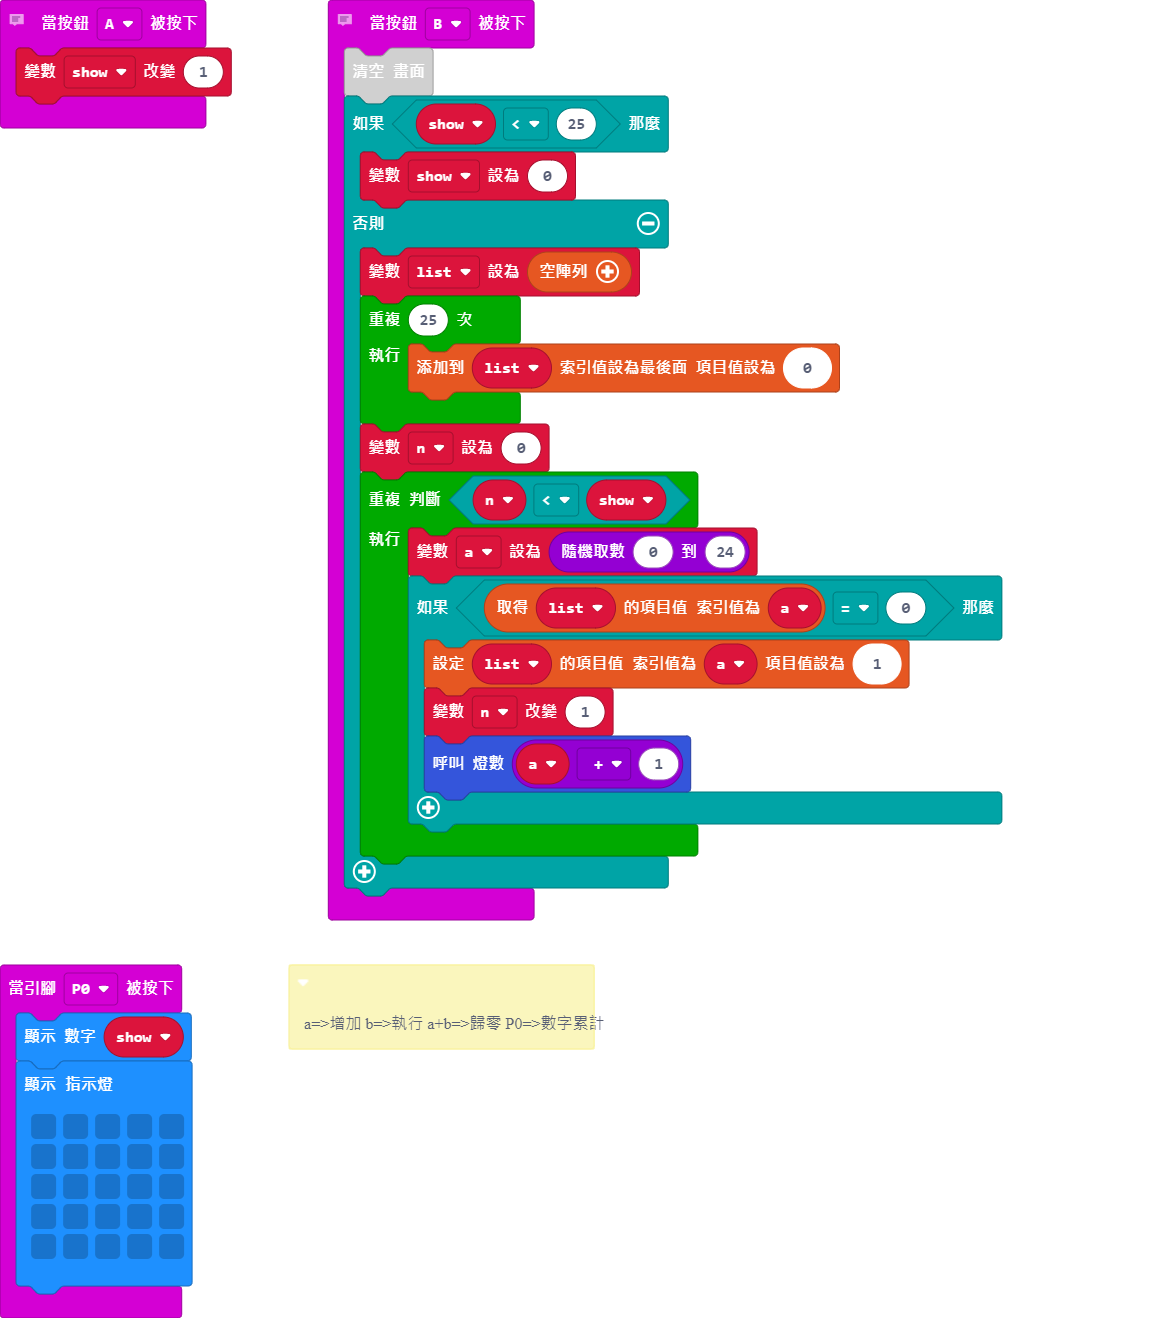 當按鈕 A 被按下
變數 show 改變 1
當按鈕 B 被按下
清空 畫面
如果 show < 25 那麼
變數 show 設為 0
否則
變數 list 設為 空陣列
重複 25 次
執行 添加到 list 索引值設為最後面 項目值設為 0
變數 n 設為 0
重複 判斷 n < show
執行 變數 a 設為 隨機取數 0 到 24
如果 取得 list 的項目值 索引值為 a = 0 那麼
設定 list 的項目值 索引值為 a 項目值設為 1
變數 n 改變 1
呼叫 燈數 a + 1
當引腳 P0 被按下
顯示 數字 show
顯示 指示燈
a=>增加 b=>執行 a+b=>歸零 P0=>數字累計